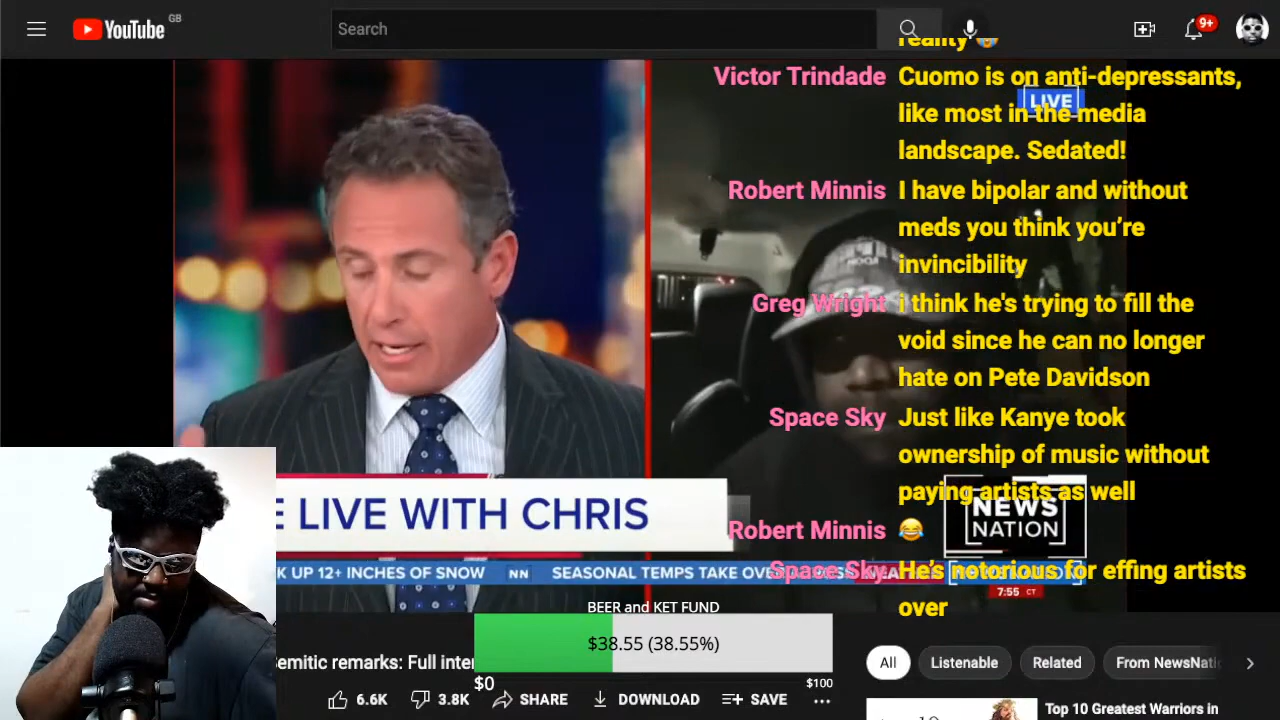 YouTube
GB
Search
9+
reality
Victor Trindade Cuomo is on anti-depressants,
like most in the media
landscape. Sedated!
LIVE
Robert Minnis I have bipolar and without
meds you think you’re
invincibility
Greg Wright i think he's trying to fill the
void since he can no longer
hate on Pete Davidson
Space Sky Just like Kanye took
ownership of music without
paying artists as well
Robert Minnis 😂
Space Sky He's notorious for effing artists
over
E LIVE WITH CHRIS
NEWS
NATION
K UP 12+ INCHES OF SNOW NN SEASONAL TEMPS TAKE OVE
7:55 CT
BEER and KET FUND
$38.55 (38.55%)
$0
$100
emitic remarks: Full inter
6.6K 3.8K SHARE DOWNLOAD SAVE
All Listenable Related From NewsNatio
Top 10 Greatest Warriors in